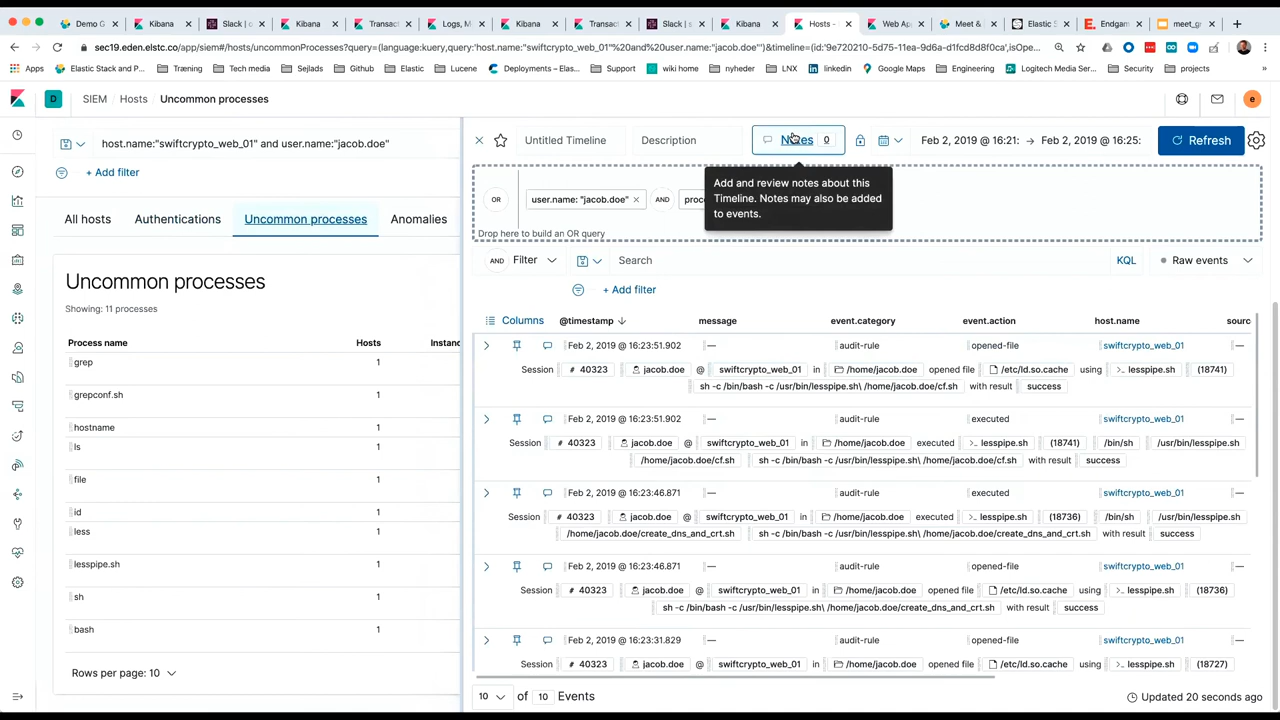 Demo G
Kibana
Slack | c
Kibana
Transact
Logs, M
Kibana
Transac
Slack | s
Kibana
Hosts -
Web Ap
Meet &
Elastic S
Endgam
meet_gr
sec19.eden.elstc.co/app/siem#/hosts/uncommonProcesses?query=(language:kuery,query:'host.name:"swiftcrypto_web_01"%20and%20user.name:"jacob.doe"')&timeline=(id:'9e720210-5d75-11ea-9d6a-d1fcd8d8f0ca',isOpe...
Apps
Elastic Stack and P...
Træning
Tech media
Sejlads
Github
Elastic
Lucene
Deployments – Elas...
Support
wiki home
nyheder
LNX
linkedin
Google Maps
Engineering
Logitech Media Ser...
Security
projects
»
D
SIEM
Hosts
Uncommon processes
e
host.name:"swiftcrypto_web_01" and user.name:"jacob.doe"
+ Add filter
All hosts
Authentications
Uncommon processes
Anomalies
Uncommon processes
Showing: 11 processes
Process name
Hosts
Instanc
grep
1
grepconf.sh
1
hostname
1
ls
1
file
1
id
1
less
1
lesspipe.sh
1
sh
1
bash
1
Rows per page: 10
Untitled Timeline
Description
Notes
0
Feb 2, 2019 @ 16:21:
→
Feb 2, 2019 @ 16:25:
Refresh
Add and review notes about this
Timeline. Notes may also be added
to events.
OR
user.name: "jacob.doe"
AND
proc
Drop here to build an OR query
AND
Filter
Search
KQL
Raw events
+ Add filter
Columns
@timestamp
message
event.category
event.action
host.name
sourc
Feb 2, 2019 @ 16:23:51.902
—
audit-rule
opened-file
swiftcrypto_web_01
—
Session # 40323 jacob.doe @ swiftcrypto_web_01 in /home/jacob.doe opened file /etc/ld.so.cache using >_ lesspipe.sh (18741)
sh -c /bin/bash -c /usr/bin/lesspipe.sh\ /home/jacob.doe/cf.sh with result success
Feb 2, 2019 @ 16:23:51.902
—
audit-rule
executed
swiftcrypto_web_01
—
Session # 40323 jacob.doe @ swiftcrypto_web_01 in /home/jacob.doe executed >_ lesspipe.sh (18741) /bin/sh /usr/bin/lesspipe.sh
/home/jacob.doe/cf.sh sh -c /bin/bash -c /usr/bin/lesspipe.sh\ /home/jacob.doe/cf.sh with result success
Feb 2, 2019 @ 16:23:46.871
—
audit-rule
executed
swiftcrypto_web_01
—
Session # 40323 jacob.doe @ swiftcrypto_web_01 in /home/jacob.doe executed >_ lesspipe.sh (18736) /bin/sh /usr/bin/lesspipe.sh
/home/jacob.doe/create_dns_and_crt.sh sh -c /bin/bash -c /usr/bin/lesspipe.sh\ /home/jacob.doe/create_dns_and_crt.sh with result success
Feb 2, 2019 @ 16:23:46.871
—
audit-rule
opened-file
swiftcrypto_web_01
—
Session # 40323 jacob.doe @ swiftcrypto_web_01 in /home/jacob.doe opened file /etc/ld.so.cache using >_ lesspipe.sh (18736)
sh -c /bin/bash -c /usr/bin/lesspipe.sh\ /home/jacob.doe/create_dns_and_crt.sh with result success
Feb 2, 2019 @ 16:23:31.829
—
audit-rule
opened-file
swiftcrypto_web_01
—
Session # 40323 jacob.doe @ swiftcrypto_web_01 in /home/jacob.doe opened file /etc/ld.so.cache using >_ lesspipe.sh (18727)
10 of 10 Events
Updated 20 seconds ago